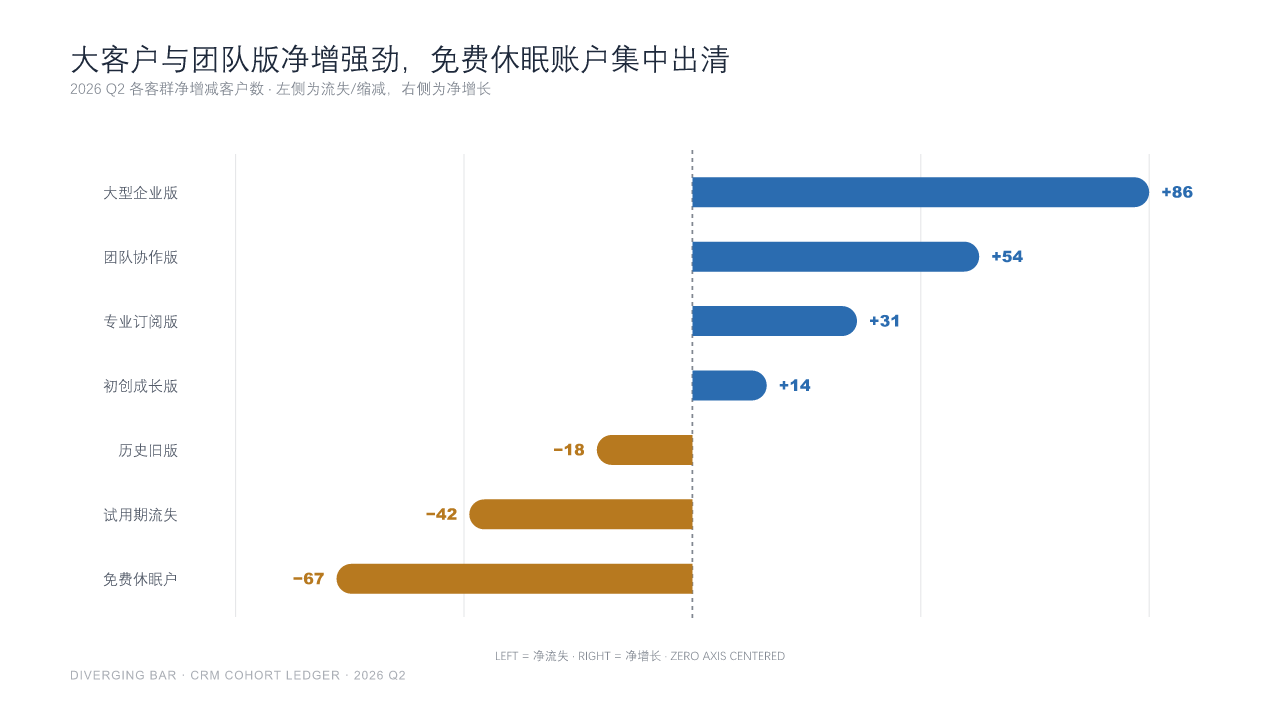 大客户与团队版净增强劲，免费休眠账户集中出清
2026 Q2 各客群净增减客户数 · 左侧为流失/缩减，右侧为净增长
大型企业版 +86
团队协作版 +54
专业订阅版 +31
初创成长版 +14
历史旧版 −18
试用期流失 −42
免费休眠户 −67
LEFT = 净流失 · RIGHT = 净增长 · ZERO AXIS CENTERED
DIVERGING BAR · CRM COHORT LEDGER · 2026 Q2